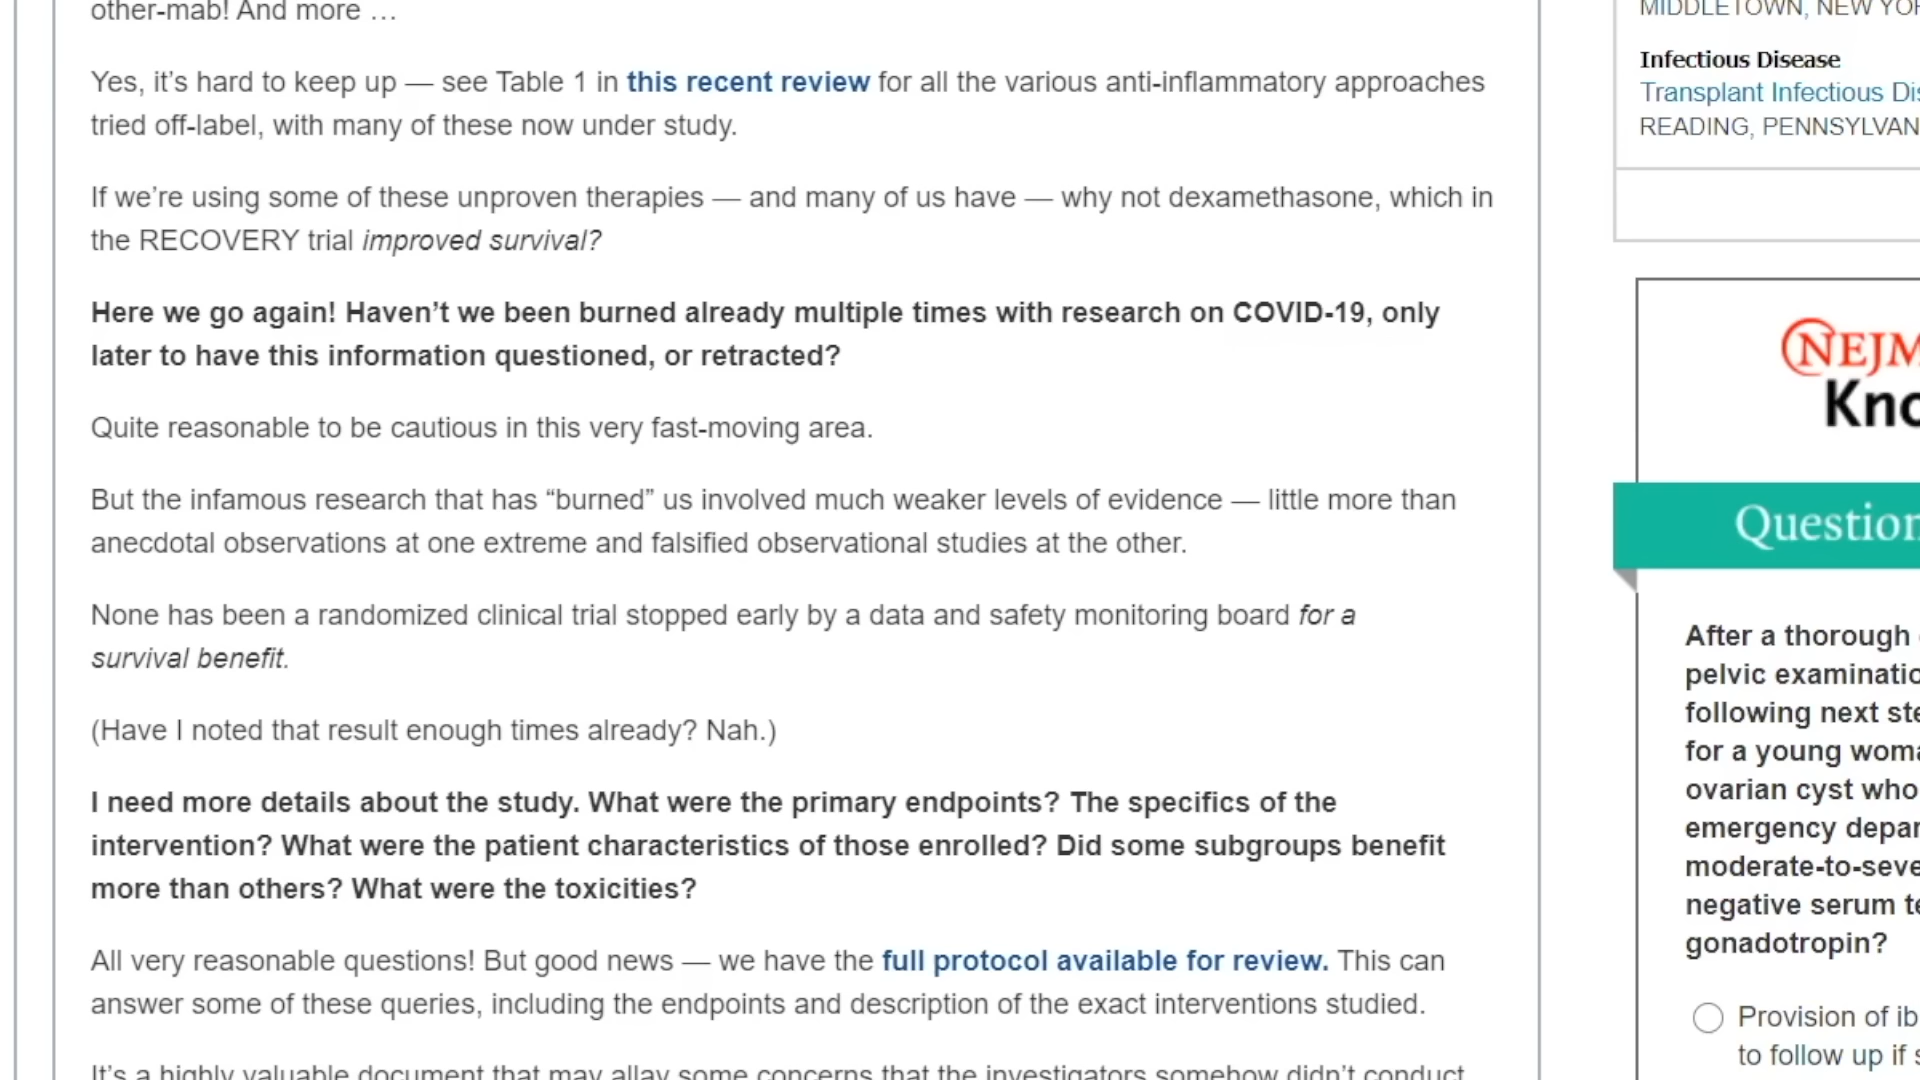 other-mab! And more …
Yes, it’s hard to keep up — see Table 1 in this recent review for all the various anti-inflammatory approaches
tried off-label, with many of these now under study.
If we’re using some of these unproven therapies — and many of us have — why not dexamethasone, which in
the RECOVERY trial improved survival?
Here we go again! Haven’t we been burned already multiple times with research on COVID-19, only
later to have this information questioned, or retracted?
Quite reasonable to be cautious in this very fast-moving area.
But the infamous research that has “burned” us involved much weaker levels of evidence — little more than
anecdotal observations at one extreme and falsified observational studies at the other.
None has been a randomized clinical trial stopped early by a data and safety monitoring board for a
survival benefit.
(Have I noted that result enough times already? Nah.)
I need more details about the study. What were the primary endpoints? The specifics of the
intervention? What were the patient characteristics of those enrolled? Did some subgroups benefit
more than others? What were the toxicities?
All very reasonable questions! But good news — we have the full protocol available for review. This can
answer some of these queries, including the endpoints and description of the exact interventions studied.
It’s a highly valuable document that may allay some concerns that the investigators somehow didn’t conduct
MIDDLETOWN, NEW
Infectious Disease
Transplant Infectious
READING,
NEJM
Question
After a thorough
pelvic
following next
for a young
ovarian cyst who
emergency
moderate-to-
negative serum
gonadotropin?
Provision of
to follow up if